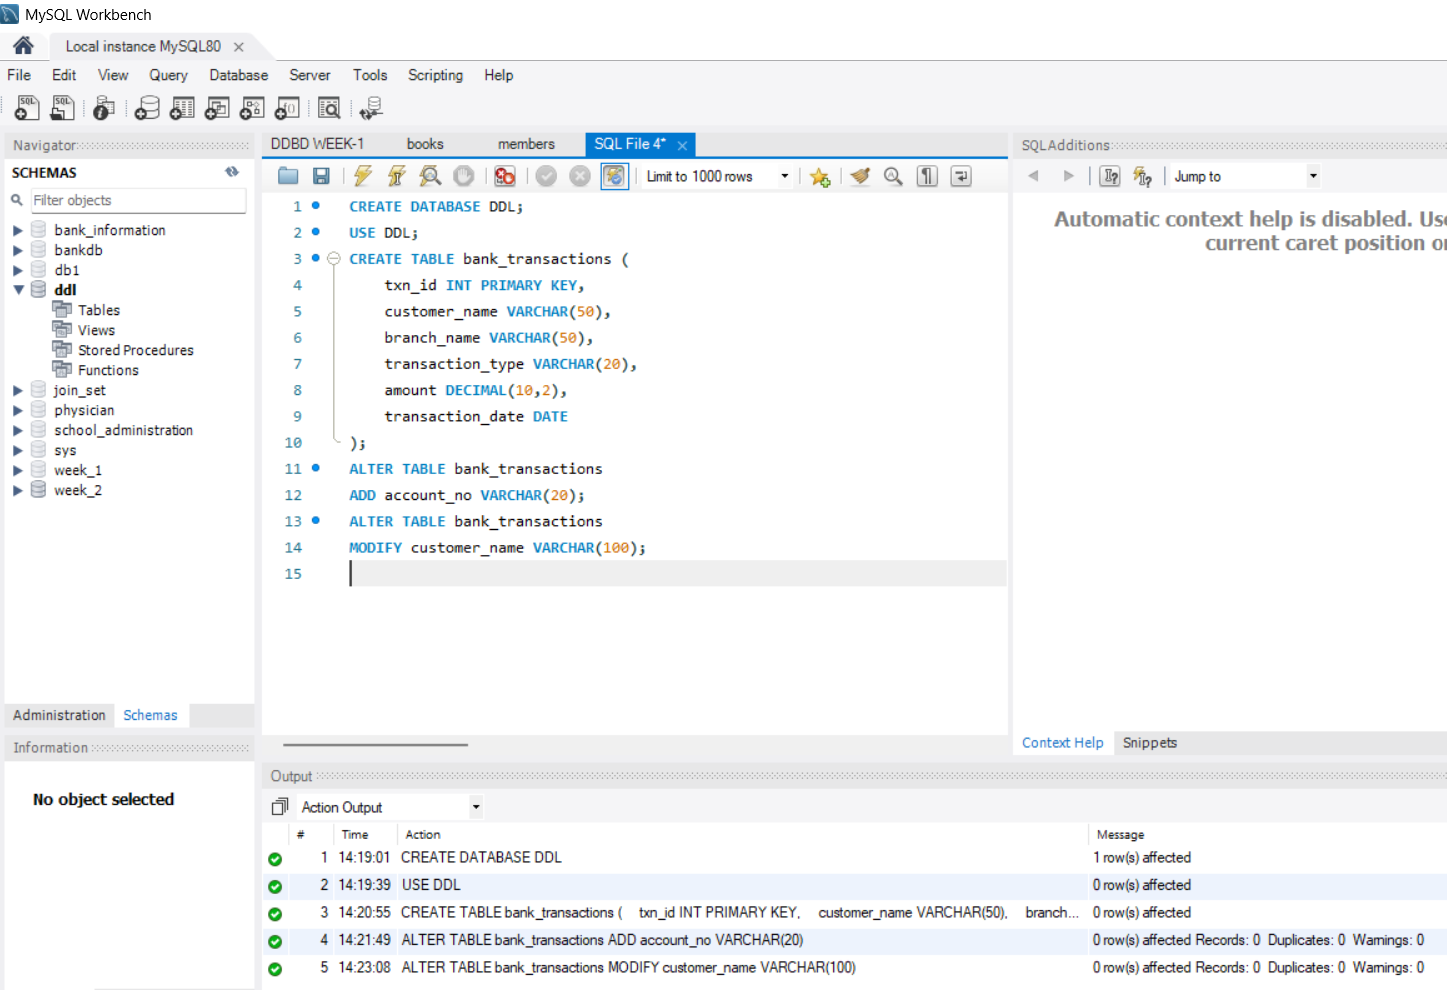 MySQL Workbench
Local instance MySQL80
File Edit View Query Database Server Tools Scripting Help
Navigator
SCHEMAS
Filter objects
bank_information
bankdb
db1
ddl
Tables
Views
Stored Procedures
Functions
join_set
physician
school_administration
sys
week_1
week_2
Administration Schemas
Information
No object selected
DDBD WEEK-1 books members SQL File 4*
Limit to 1000 rows
1 CREATE DATABASE DDL;
2 USE DDL;
3 CREATE TABLE bank_transactions (
4 txn_id INT PRIMARY KEY,
5 customer_name VARCHAR(50),
6 branch_name VARCHAR(50),
7 transaction_type VARCHAR(20),
8 amount DECIMAL(10,2),
9 transaction_date DATE
10 );
11 ALTER TABLE bank_transactions
12 ADD account_no VARCHAR(20);
13 ALTER TABLE bank_transactions
14 MODIFY customer_name VARCHAR(100);
15
SQLAdditions
Jump to
Automatic context help is disabled. Use
current caret position o
Context Help Snippets
Output
Action Output
# Time Action Message
1 14:19:01 CREATE DATABASE DDL 1 row(s) affected
2 14:19:39 USE DDL 0 row(s) affected
3 14:20:55 CREATE TABLE bank_transactions ( txn_id INT PRIMARY KEY, customer_name VARCHAR(50), branch... 0 row(s) affected
4 14:21:49 ALTER TABLE bank_transactions ADD account_no VARCHAR(20) 0 row(s) affected Records: 0 Duplicates: 0 Warnings: 0
5 14:23:08 ALTER TABLE bank_transactions MODIFY customer_name VARCHAR(100) 0 row(s) affected Records: 0 Duplicates: 0 Warnings: 0